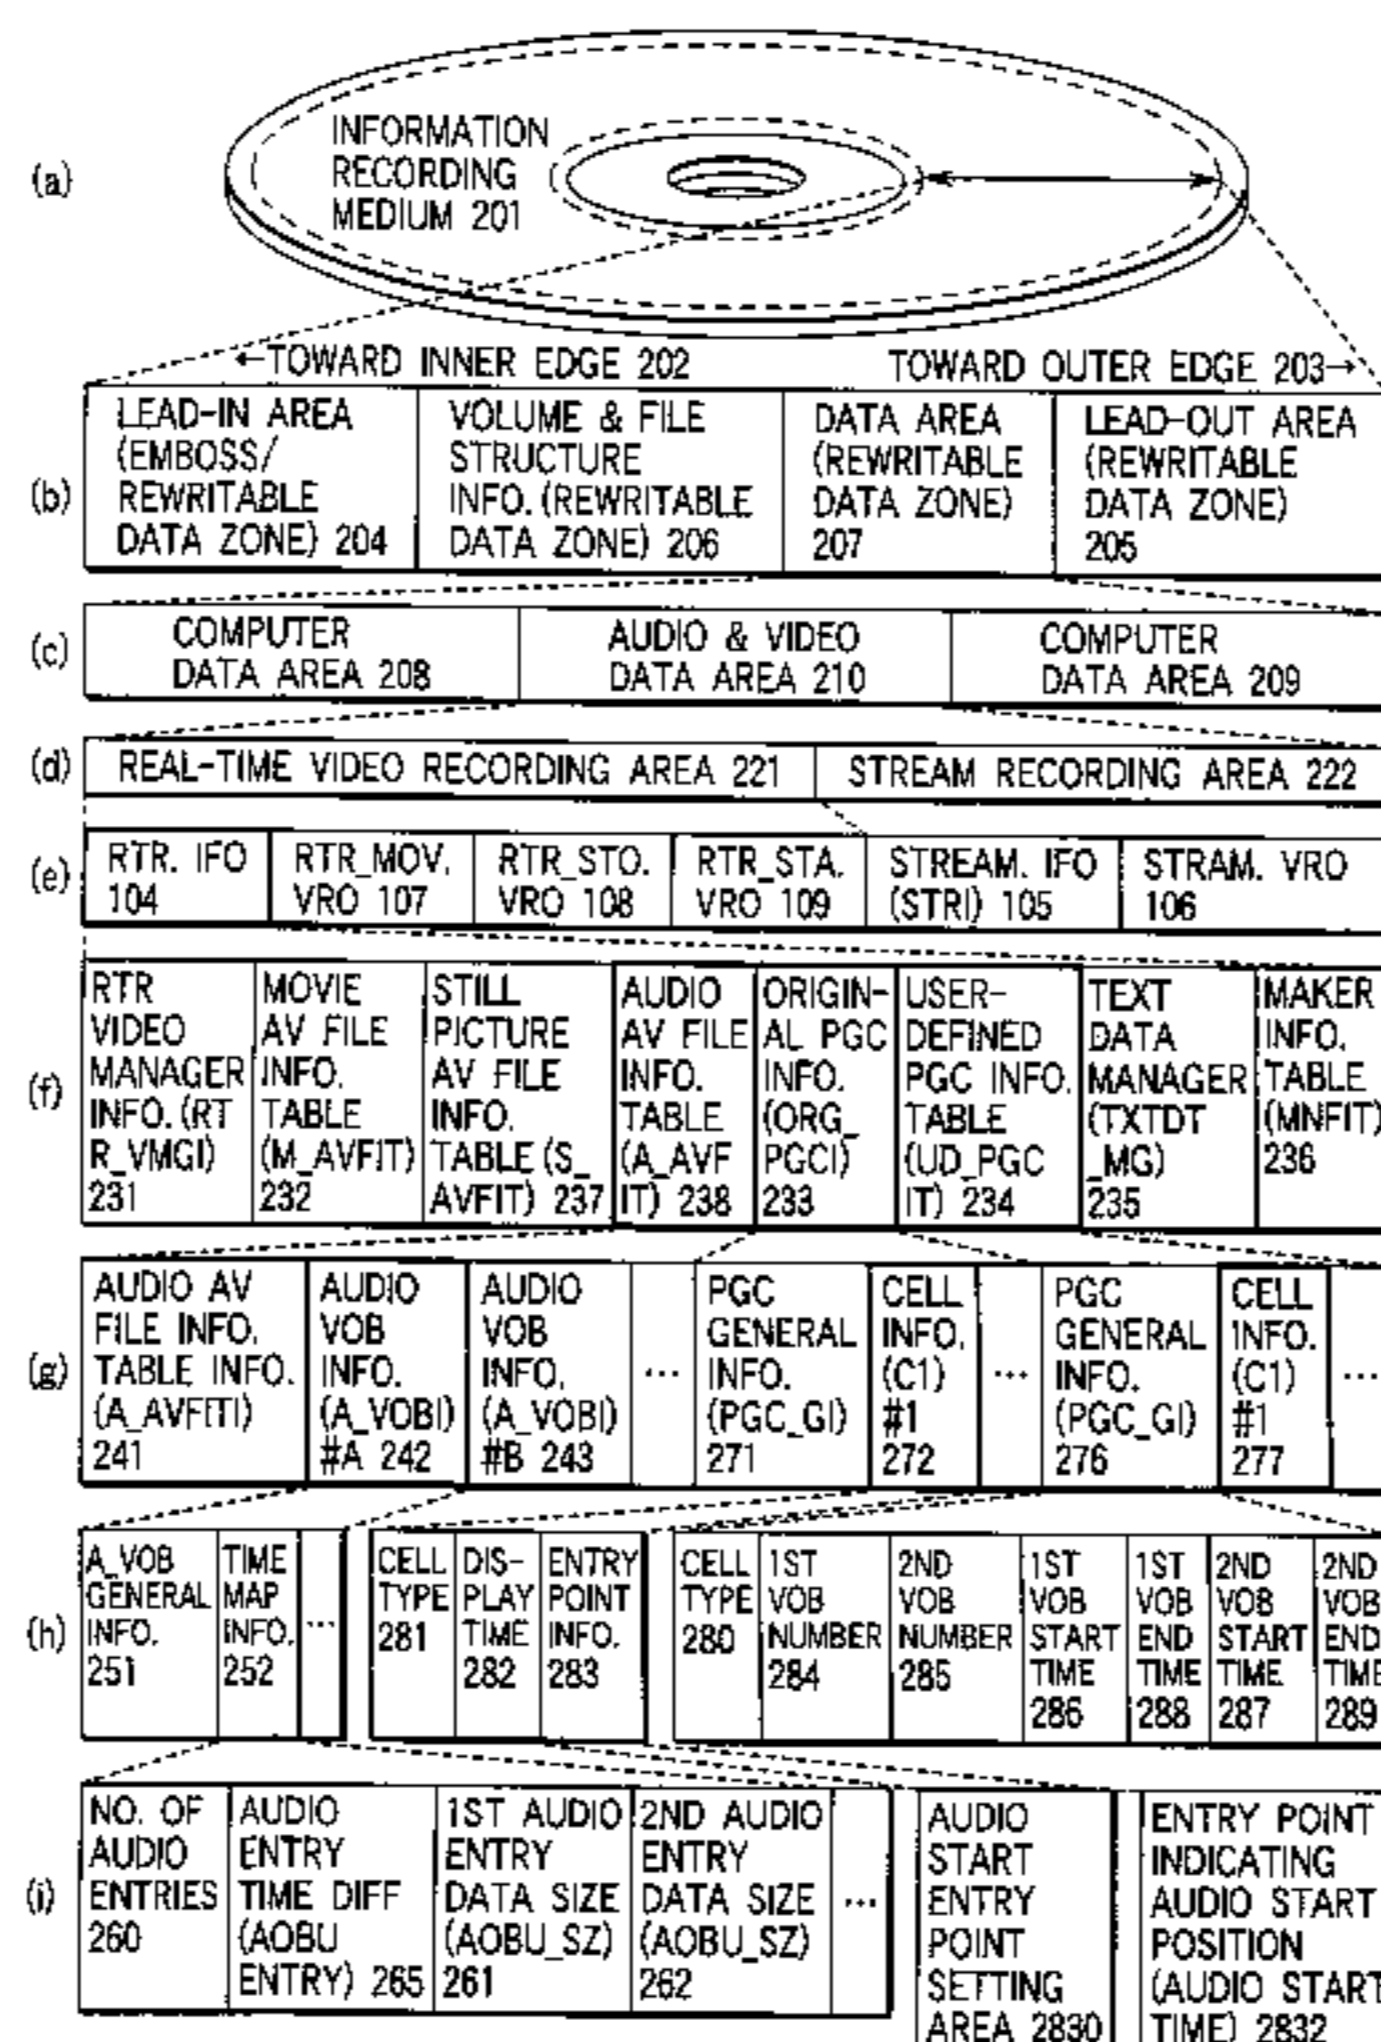 (a)
INFORMATION
RECORDING
MEDIUM 201
←TOWARD INNER EDGE 202
TOWARD OUTER EDGE 203→
(b)
LEAD-IN AREA
(EMBOSS/
REWRITABLE
DATA ZONE) 204
VOLUME & FILE
STRUCTURE
INFO. (REWRITABLE
DATA ZONE) 206
DATA AREA
(REWRITABLE
DATA ZONE)
207
LEAD-OUT AREA
(REWRITABLE
DATA ZONE)
205
(c)
COMPUTER
DATA AREA 208
AUDIO & VIDEO
DATA AREA 210
COMPUTER
DATA AREA 209
(d)
REAL-TIME VIDEO RECORDING AREA 221
STREAM RECORDING AREA 222
(e)
RTR. IFO
104
RTR_MOV.
VRO 107
RTR_STO.
VRO 108
RTR_STA.
VRO 109
STREAM. IFO
(STRI) 105
STRAM. VRO
106
(f)
RTR
VIDEO
MANAGER
INFO. (RT
R_VMGI)
231
MOVIE
AV FILE
INFO.
TABLE
(M_AVFIT)
232
STILL
PICTURE
AV FILE
INFO.
TABLE (S_
AVFIT) 237
AUDIO
AV FILE
INFO.
TABLE
(A_AVF
IT) 238
ORIGIN-
AL PGC
INFO.
(ORG_
PGCI)
233
USER-
DEFINED
PGC INFO.
TABLE
(UD_PGC
IT) 234
TEXT
DATA
MANAGER
(TXTDT
_MG)
235
MAKER
INFO.
TABLE
(MNFIT)
236
(g)
AUDIO AV
FILE INFO.
TABLE INFO.
(A_AVFITI)
241
AUDIO
VOB
INFO.
(A_VOBI)
#A 242
AUDIO
VOB
INFO.
(A_VOBI)
#B 243
...
PGC
GENERAL
INFO.
(PGC_GI)
271
CELL
INFO.
(C1)
#1
272
...
PGC
GENERAL
INFO.
(PGC_GI)
276
CELL
INFO.
(C1)
#1
277
...
(h)
A_VOB
GENERAL
INFO.
251
TIME
MAP
INFO.
252
...
CELL
TYPE
281
DIS-
PLAY
TIME
282
ENTRY
POINT
INFO.
283
CELL
TYPE
280
1ST
VOB
NUMBER
284
2ND
VOB
NUMBER
285
1ST
VOB
START
TIME
286
1ST
VOB
END
TIME
288
2ND
VOB
START
TIME
287
2ND
VOB
END
TIME
289
(i)
NO. OF
AUDIO
ENTRIES
260
AUDIO
ENTRY
TIME DIFF
(AOBU
ENTRY) 265
1ST AUDIO
ENTRY
DATA SIZE
(AOBU_SZ)
261
2ND AUDIO
ENTRY
DATA SIZE
(AOBU_SZ)
262
...
AUDIO
START
ENTRY
POINT
SETTING
AREA 2830
ENTRY POINT
INDICATING
AUDIO START
POSITION
(AUDIO START
TIME) 2832